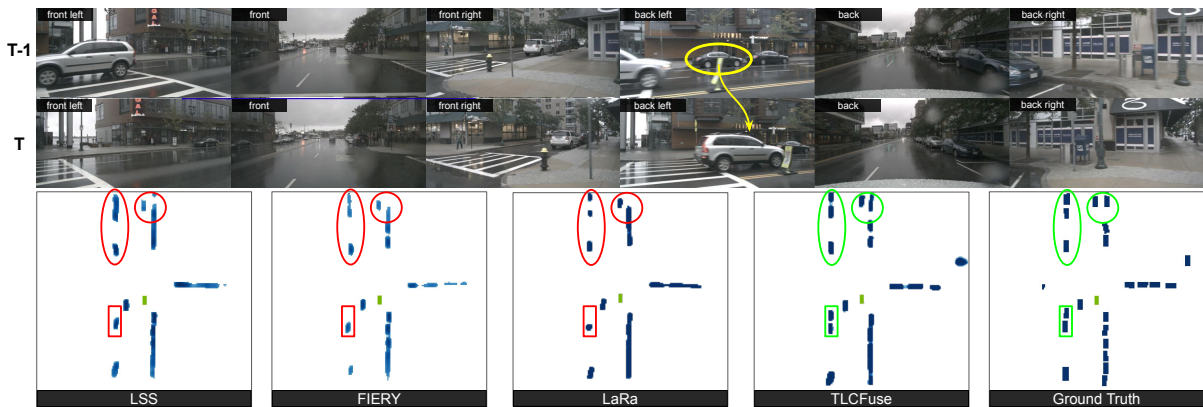 T-1
front left
front
front right
back left
back
back right
T
front left
front
front right
back left
back
back right
LSS
FIERY
LaRa
TLCFuse
Ground Truth